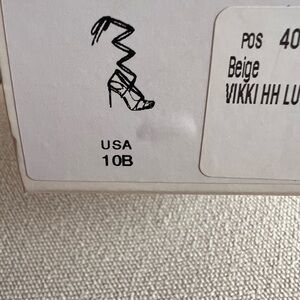 USA
10B
POS 40
Beige
VIKKI HH LU